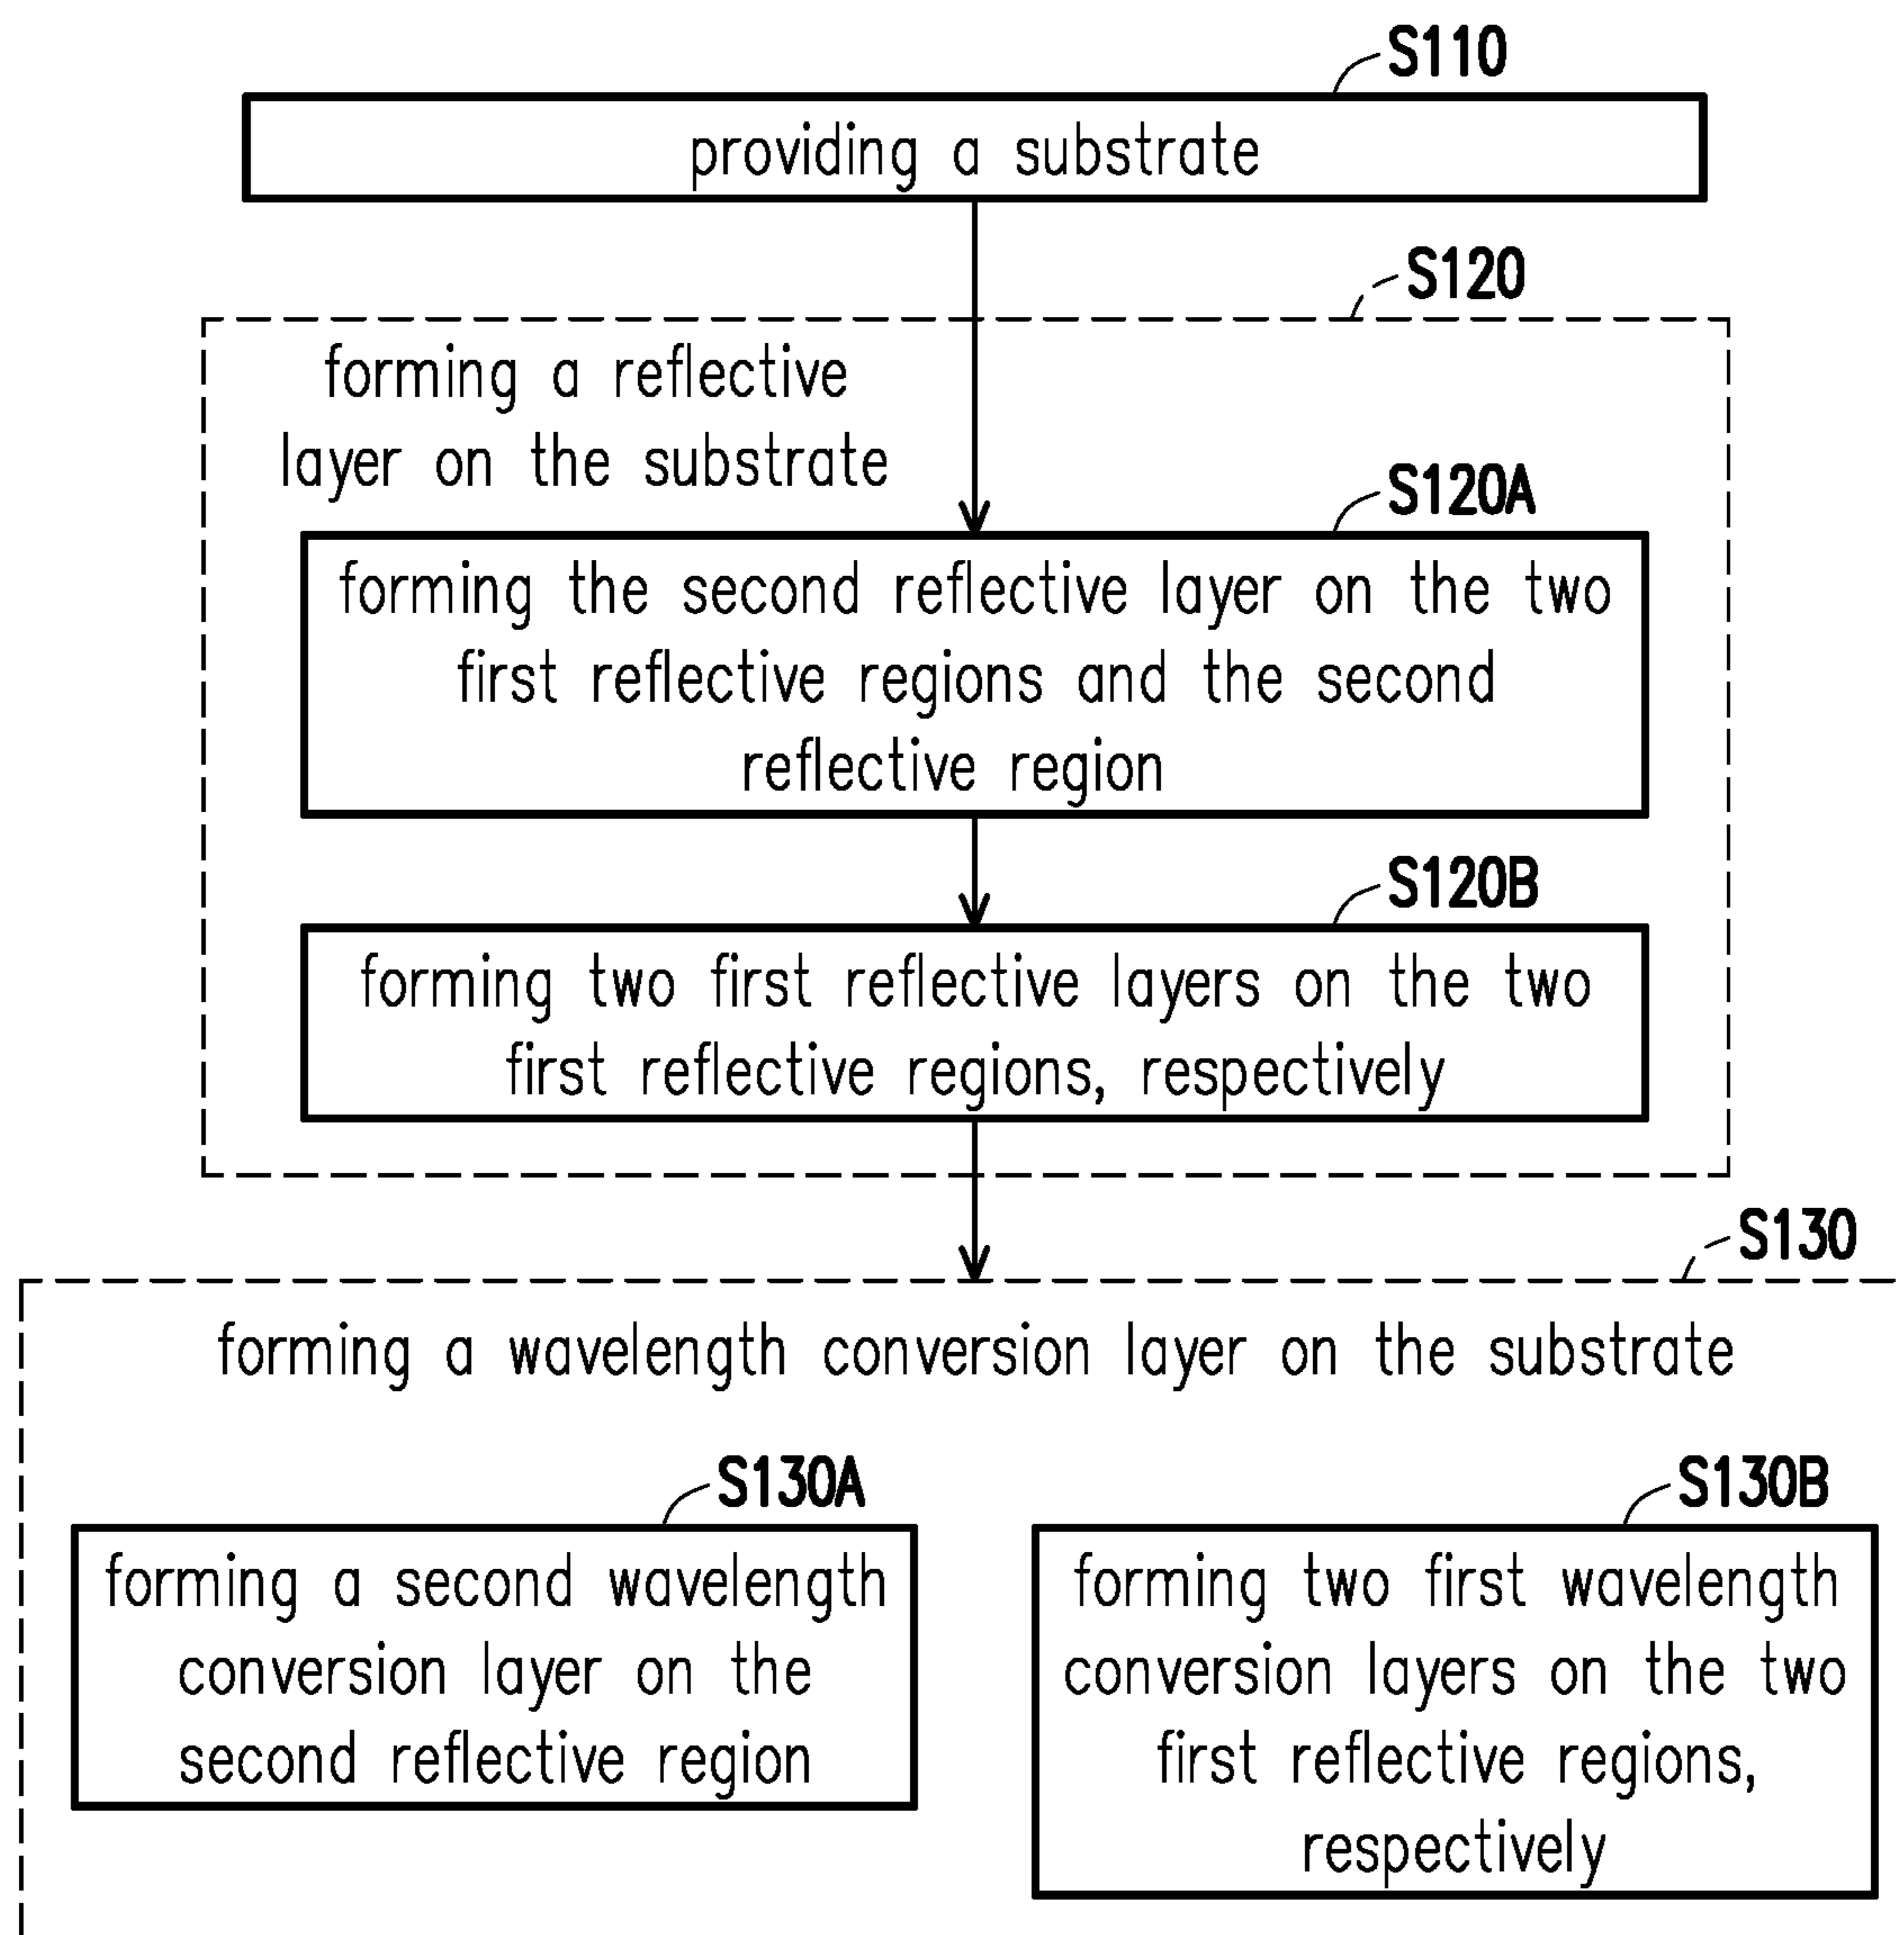 S110
providing a substrate
S120
forming a reflective
layer on the substrate
S120A
forming the second reflective layer on the two
first reflective regions and the second
reflective region
S120B
forming two first reflective layers on the two
first reflective regions, respectively
S130
forming a wavelength conversion layer on the substrate
S130A
forming a second wavelength
conversion layer on the
second reflective region
S130B
forming two first wavelength
conversion layers on the two
first reflective regions,
respectively